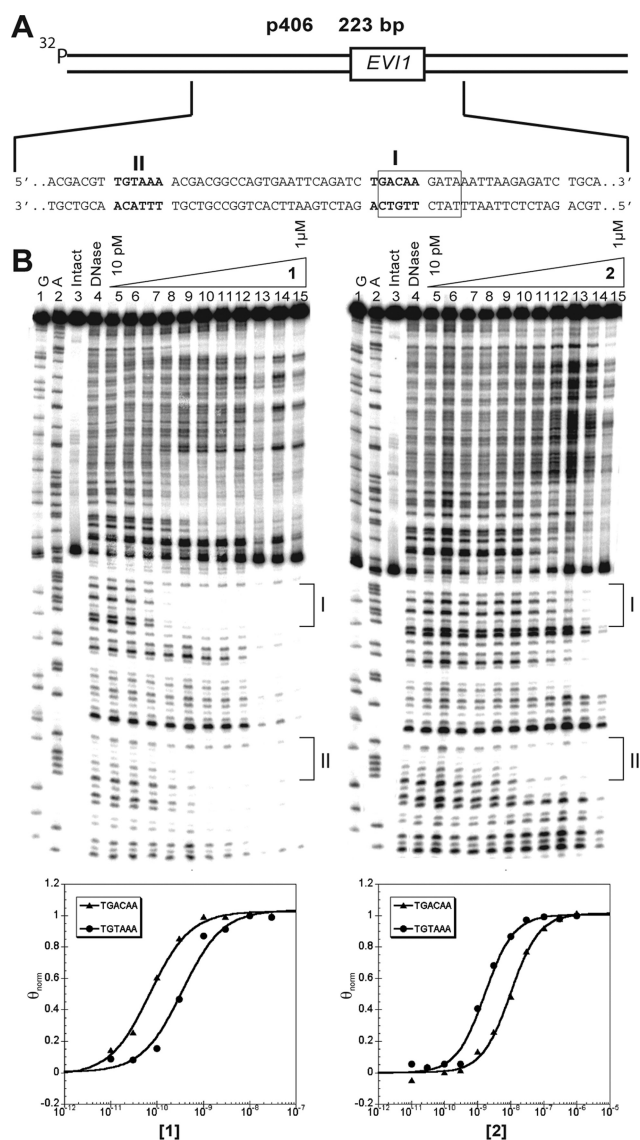 A
p406 223 bp
32
P
EVI1
II
I
5' ..ACGACGT TGTAAA ACGACGGCCAGTGAATTCAGATC TGACAA GATAAATTAAGAGATC TGCA..3'
3' ..TGCTGCA ACATTT TGCTGCCGGTCACTTAAGTCTAG ACTGTT CTATTTAATTCTCTAG ACGT..5'
B
G A Intact DNase 10 pM 1µM
1
1 2 3 4 5 6 7 8 9 10 11 12 13 14 15
I
II
G A Intact DNase 10 pM 1µM
2
1 2 3 4 5 6 7 8 9 10 11 12 13 14 15
I
II
TGACAA
TGTAAA
1.2
1
0.8
0.6
0.4
0.2
0
-0.2
θnorm
10-12 10-11 10-10 10-9 10-8 10-7
[1]
TGACAA
TGTAAA
1.2
1
0.8
0.6
0.4
0.2
0
-0.2
θnorm
10-12 10-11 10-10 10-9 10-8 10-7 10-6 10-5
[2]